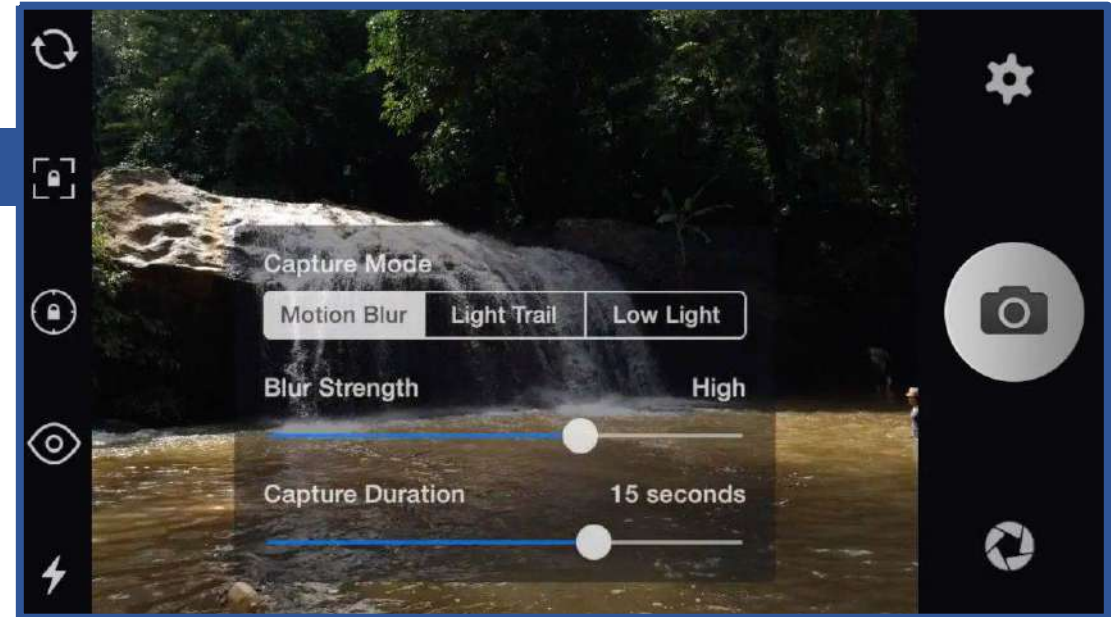 Capture Mode
Motion Blur Light Trail Low Light
Blur Strength High
Capture Duration 15 seconds